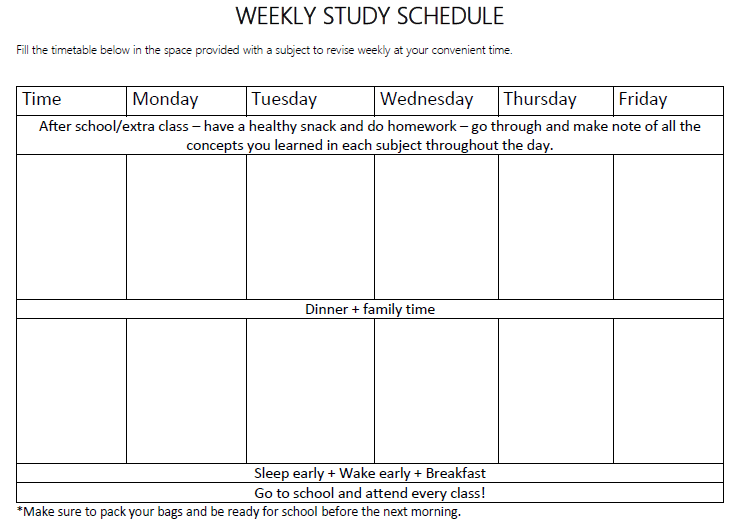 WEEKLY STUDY SCHEDULE
Fill the timetable below in the space provided with a subject to revise weekly at your convenient time.
Time Monday Tuesday Wednesday Thursday Friday
After school/extra class – have a healthy snack and do homework – go through and make note of all the
concepts you learned in each subject throughout the day.
Dinner + family time
Sleep early + Wake early + Breakfast
Go to school and attend every class!
*Make sure to pack your bags and be ready for school before the next morning.